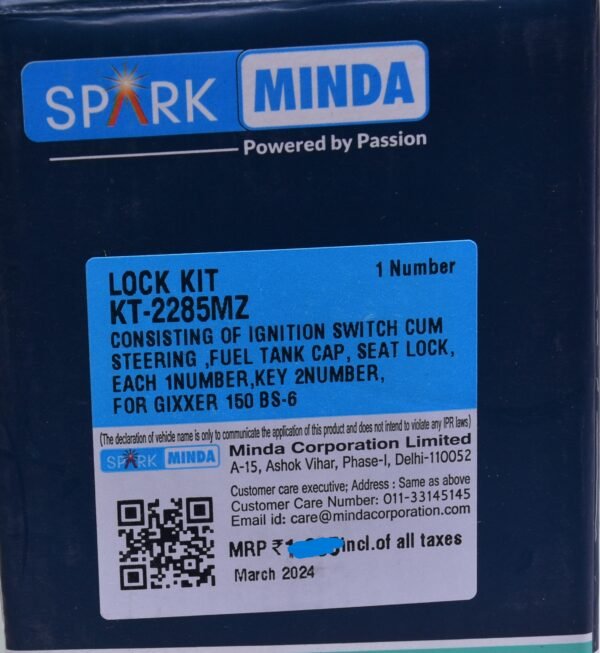 SPARK MINDA
Powered by Passion
LOCK KIT 1 Number
KT-2285MZ
CONSISTING OF IGNITION SWITCH CUM
STEERING ,FUEL TANK CAP, SEAT LOCK,
EACH 1NUMBER,KEY 2NUMBER,
FOR GIXXER 150 BS-6
(The declaration of vehicle name is only to communicate the application of this product and does not intend to violate any IPR laws)
SPARK MINDA
Minda Corporation Limited
A-15, Ashok Vihar, Phase-I, Delhi-110052
Customer care executive; Address : Same as above
Customer Care Number: 011-33145145
Email id: care@mindacorporation.com
MRP ₹ incl.of all taxes
March 2024